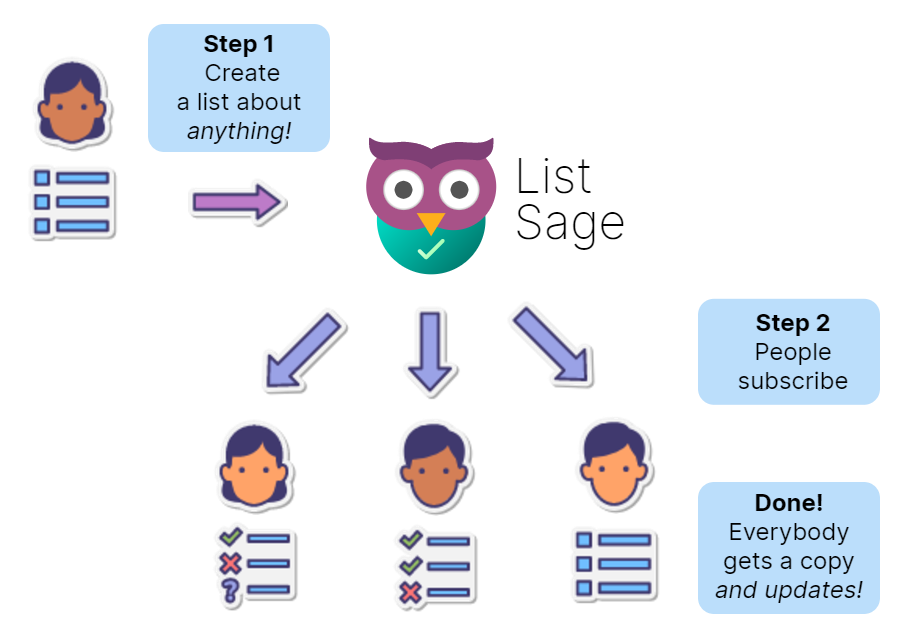 Step 1
Create
a list about
anything!
List
Sage
Step 2
People
subscribe
Done!
Everybody
gets a copy
and updates!